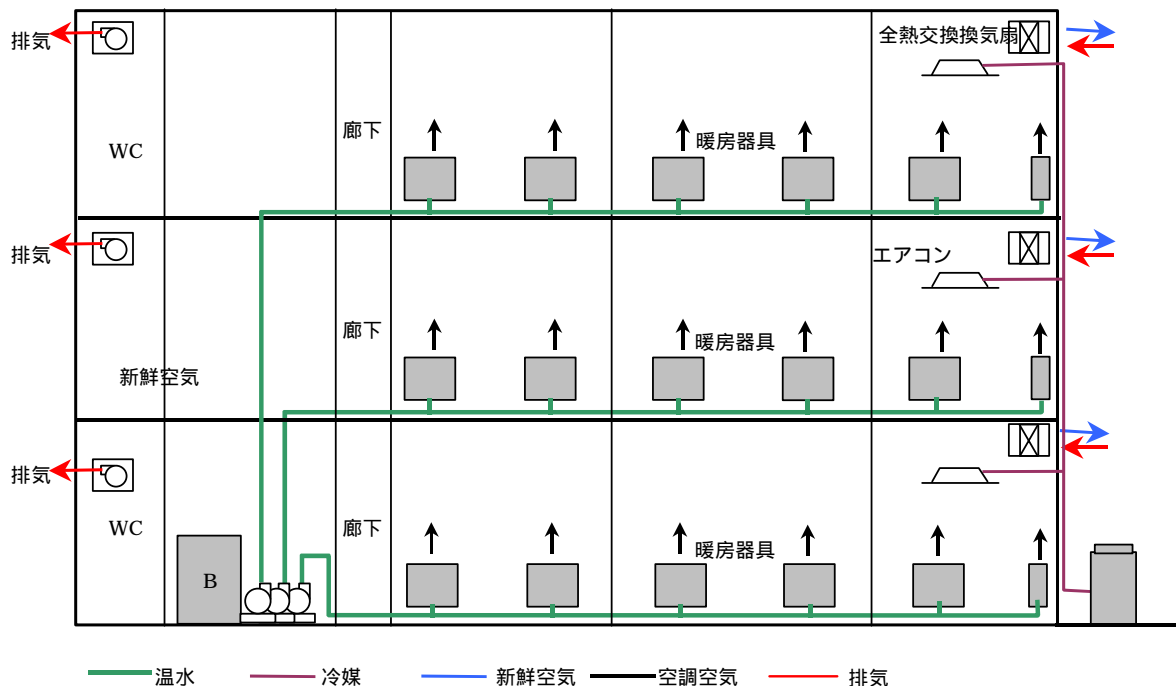 全熱交換換気扇
排気
廊下
暖房器具
WC
エアコン
排気
廊下
暖房器具
新鮮空気
排気
WC
廊下
暖房器具
B
温水
冷媒
新鮮空気
空調空気
排気